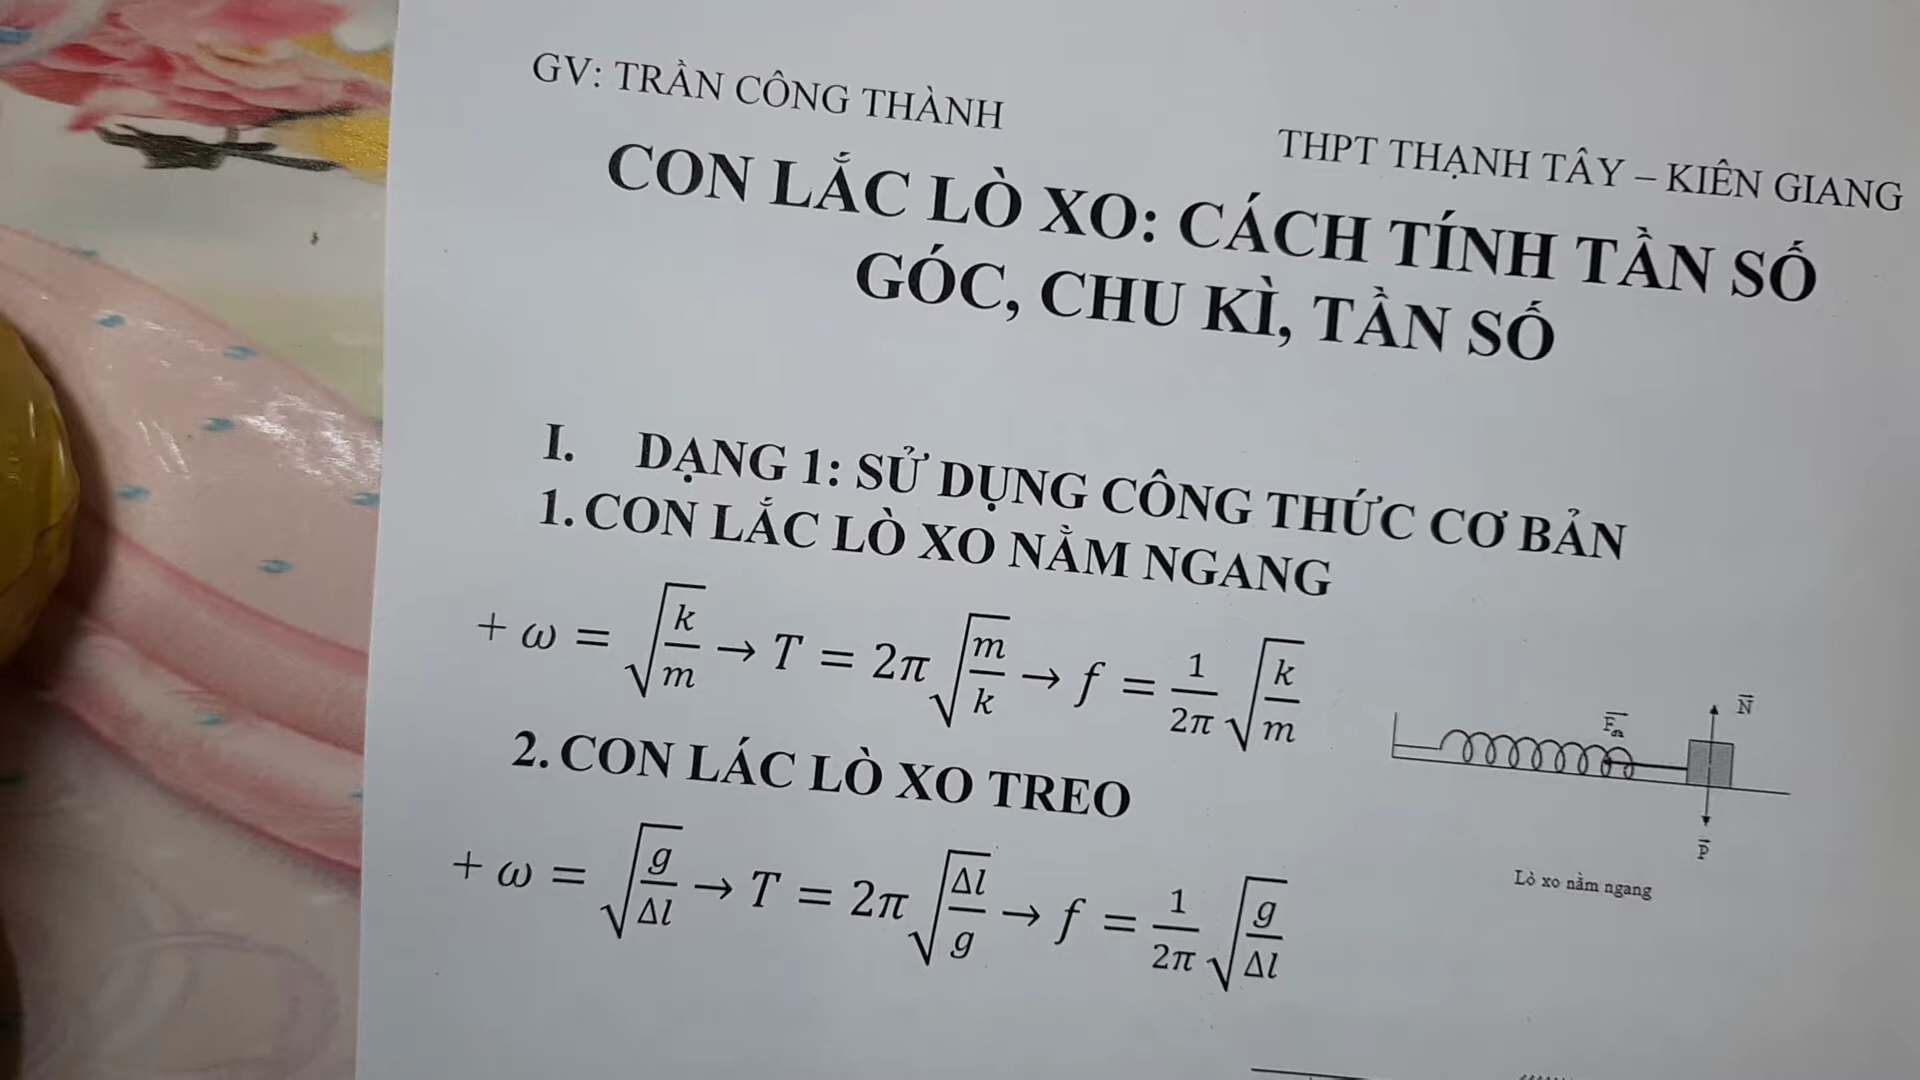 GV: TRẦN CÔNG THÀNH
THPT THẠNH TÂY – KIÊN GIANG
CON LẮC LÒ XO: CÁCH TÍNH TẦN SỐ
GÓC, CHU KÌ, TẦN SỐ
I. DẠNG 1: SỬ DỤNG CÔNG THỨC CƠ BẢN
1. CON LẮC LÒ XO NẰM NGANG
+ ω = √(k/m) → T = 2π√(m/k) → f = 1/(2π) √(k/m)
N⃗
F⃗đh
P⃗
Lò xo nằm ngang
2. CON LÁC LÒ XO TREO
+ ω = √(g/Δl) → T = 2π√(Δl/g) → f = 1/(2π) √(g/Δl)